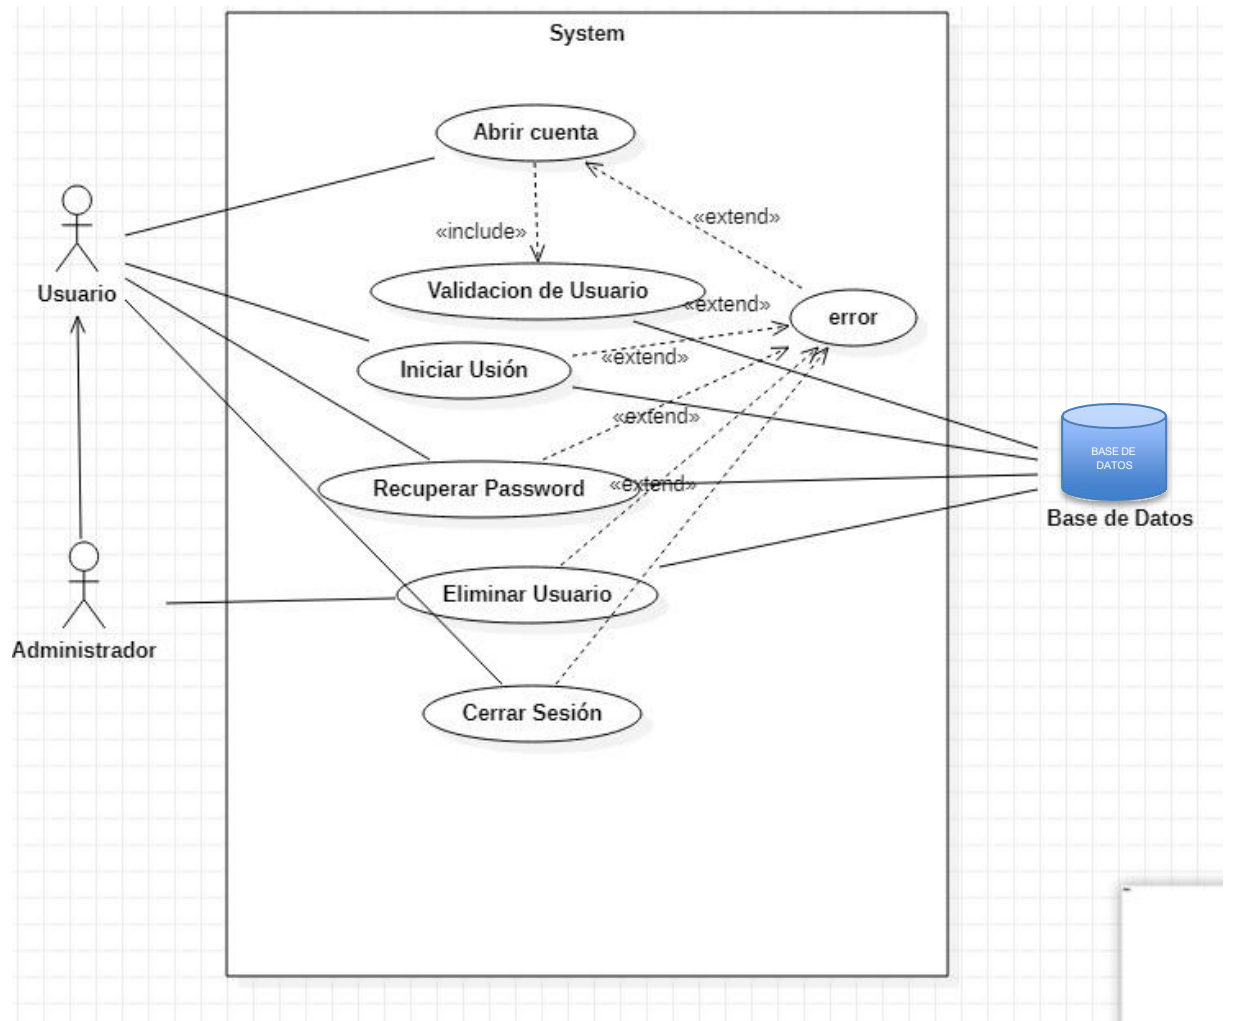 System
Abrir cuenta
«extend»
«include»
Usuario
Validacion de Usuario
«extend»
error
Iniciar Usión
«extend»
«extend»
BASE DE
DATOS
Recuperar Password
«extend»
Base de Datos
Eliminar Usuario
Administrador
Cerrar Sesión